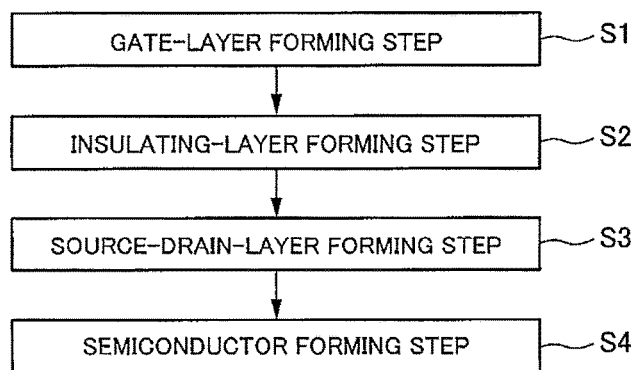 GATE-LAYER FORMING STEP S1
INSULATING-LAYER FORMING STEP S2
SOURCE-DRAIN-LAYER FORMING STEP S3
SEMICONDUCTOR FORMING STEP S4